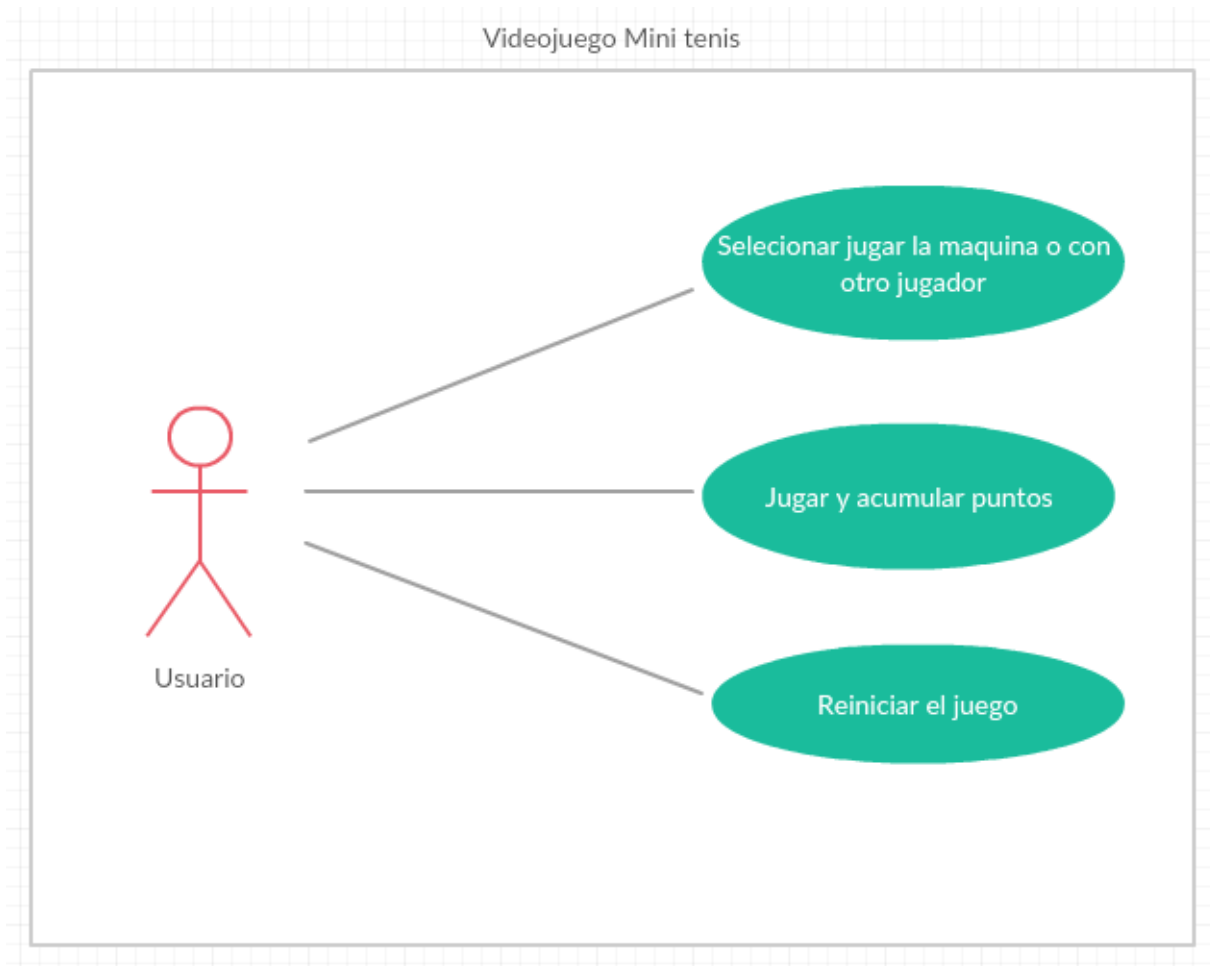 Videojuego Mini tenis
Selecionar jugar la maquina o con
otro jugador
Jugar y acumular puntos
Usuario
Reiniciar el juego